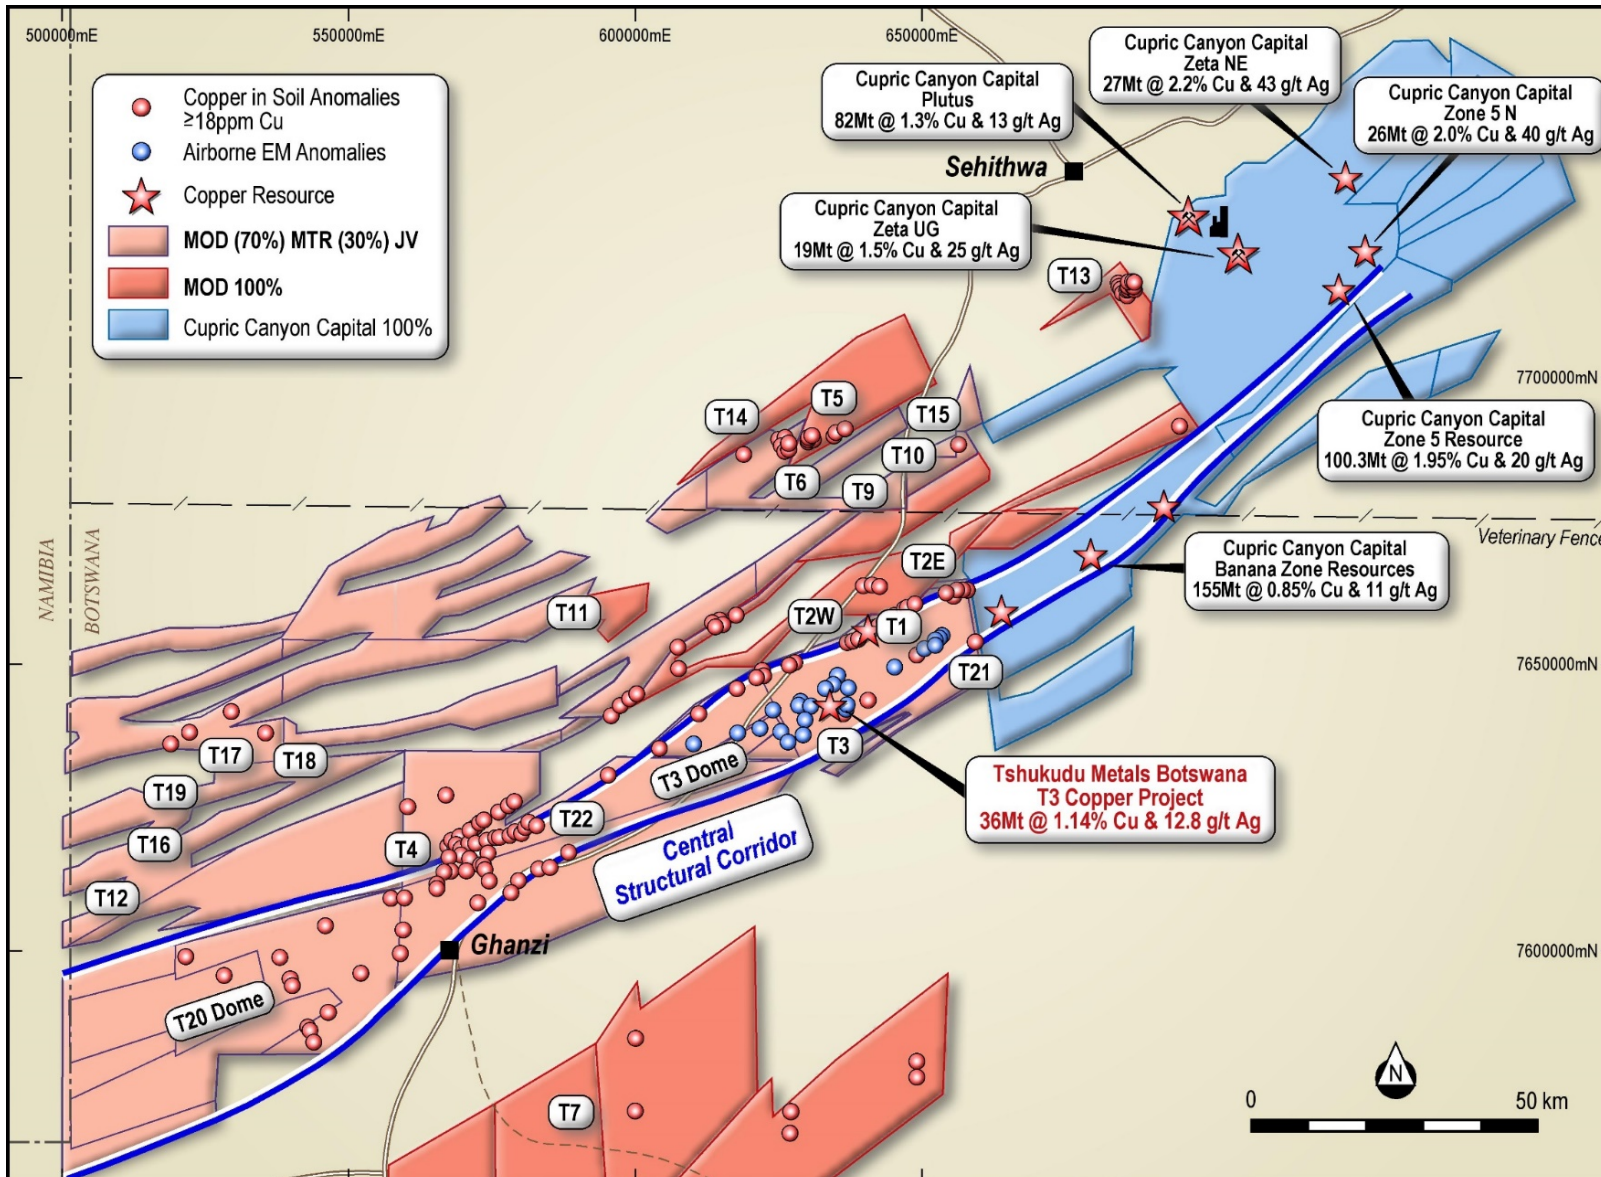 500000mE
550000mE
600000mE
650000mE
Copper in Soil Anomalies
≥18ppm Cu
Airborne EM Anomalies
Copper Resource
MOD (70%) MTR (30%) JV
MOD 100%
Cupric Canyon Capital 100%
Cupric Canyon Capital
Plutus
82Mt @ 1.3% Cu & 13 g/t Ag
Cupric Canyon Capital
Zeta NE
27Mt @ 2.2% Cu & 43 g/t Ag
Cupric Canyon Capital
Zone 5 N
26Mt @ 2.0% Cu & 40 g/t Ag
Sehithwa
Cupric Canyon Capital
Zeta UG
19Mt @ 1.5% Cu & 25 g/t Ag
T13
7700000mN
T5
T14
T15
T10
T6
T9
Cupric Canyon Capital
Zone 5 Resource
100.3Mt @ 1.95% Cu & 20 g/t Ag
Veterinary Fence
NAMIBIA
BOTSWANA
Cupric Canyon Capital
Banana Zone Resources
155Mt @ 0.85% Cu & 11 g/t Ag
T2E
T11
T2W
T1
T21
7650000mN
T3
T3 Dome
T17
T18
T19
T16
T12
T4
T22
Tshukudu Metals Botswana
T3 Copper Project
36Mt @ 1.14% Cu & 12.8 g/t Ag
Central
Structural Corridor
Ghanzi
7600000mN
T20 Dome
T7
N
0
50 km